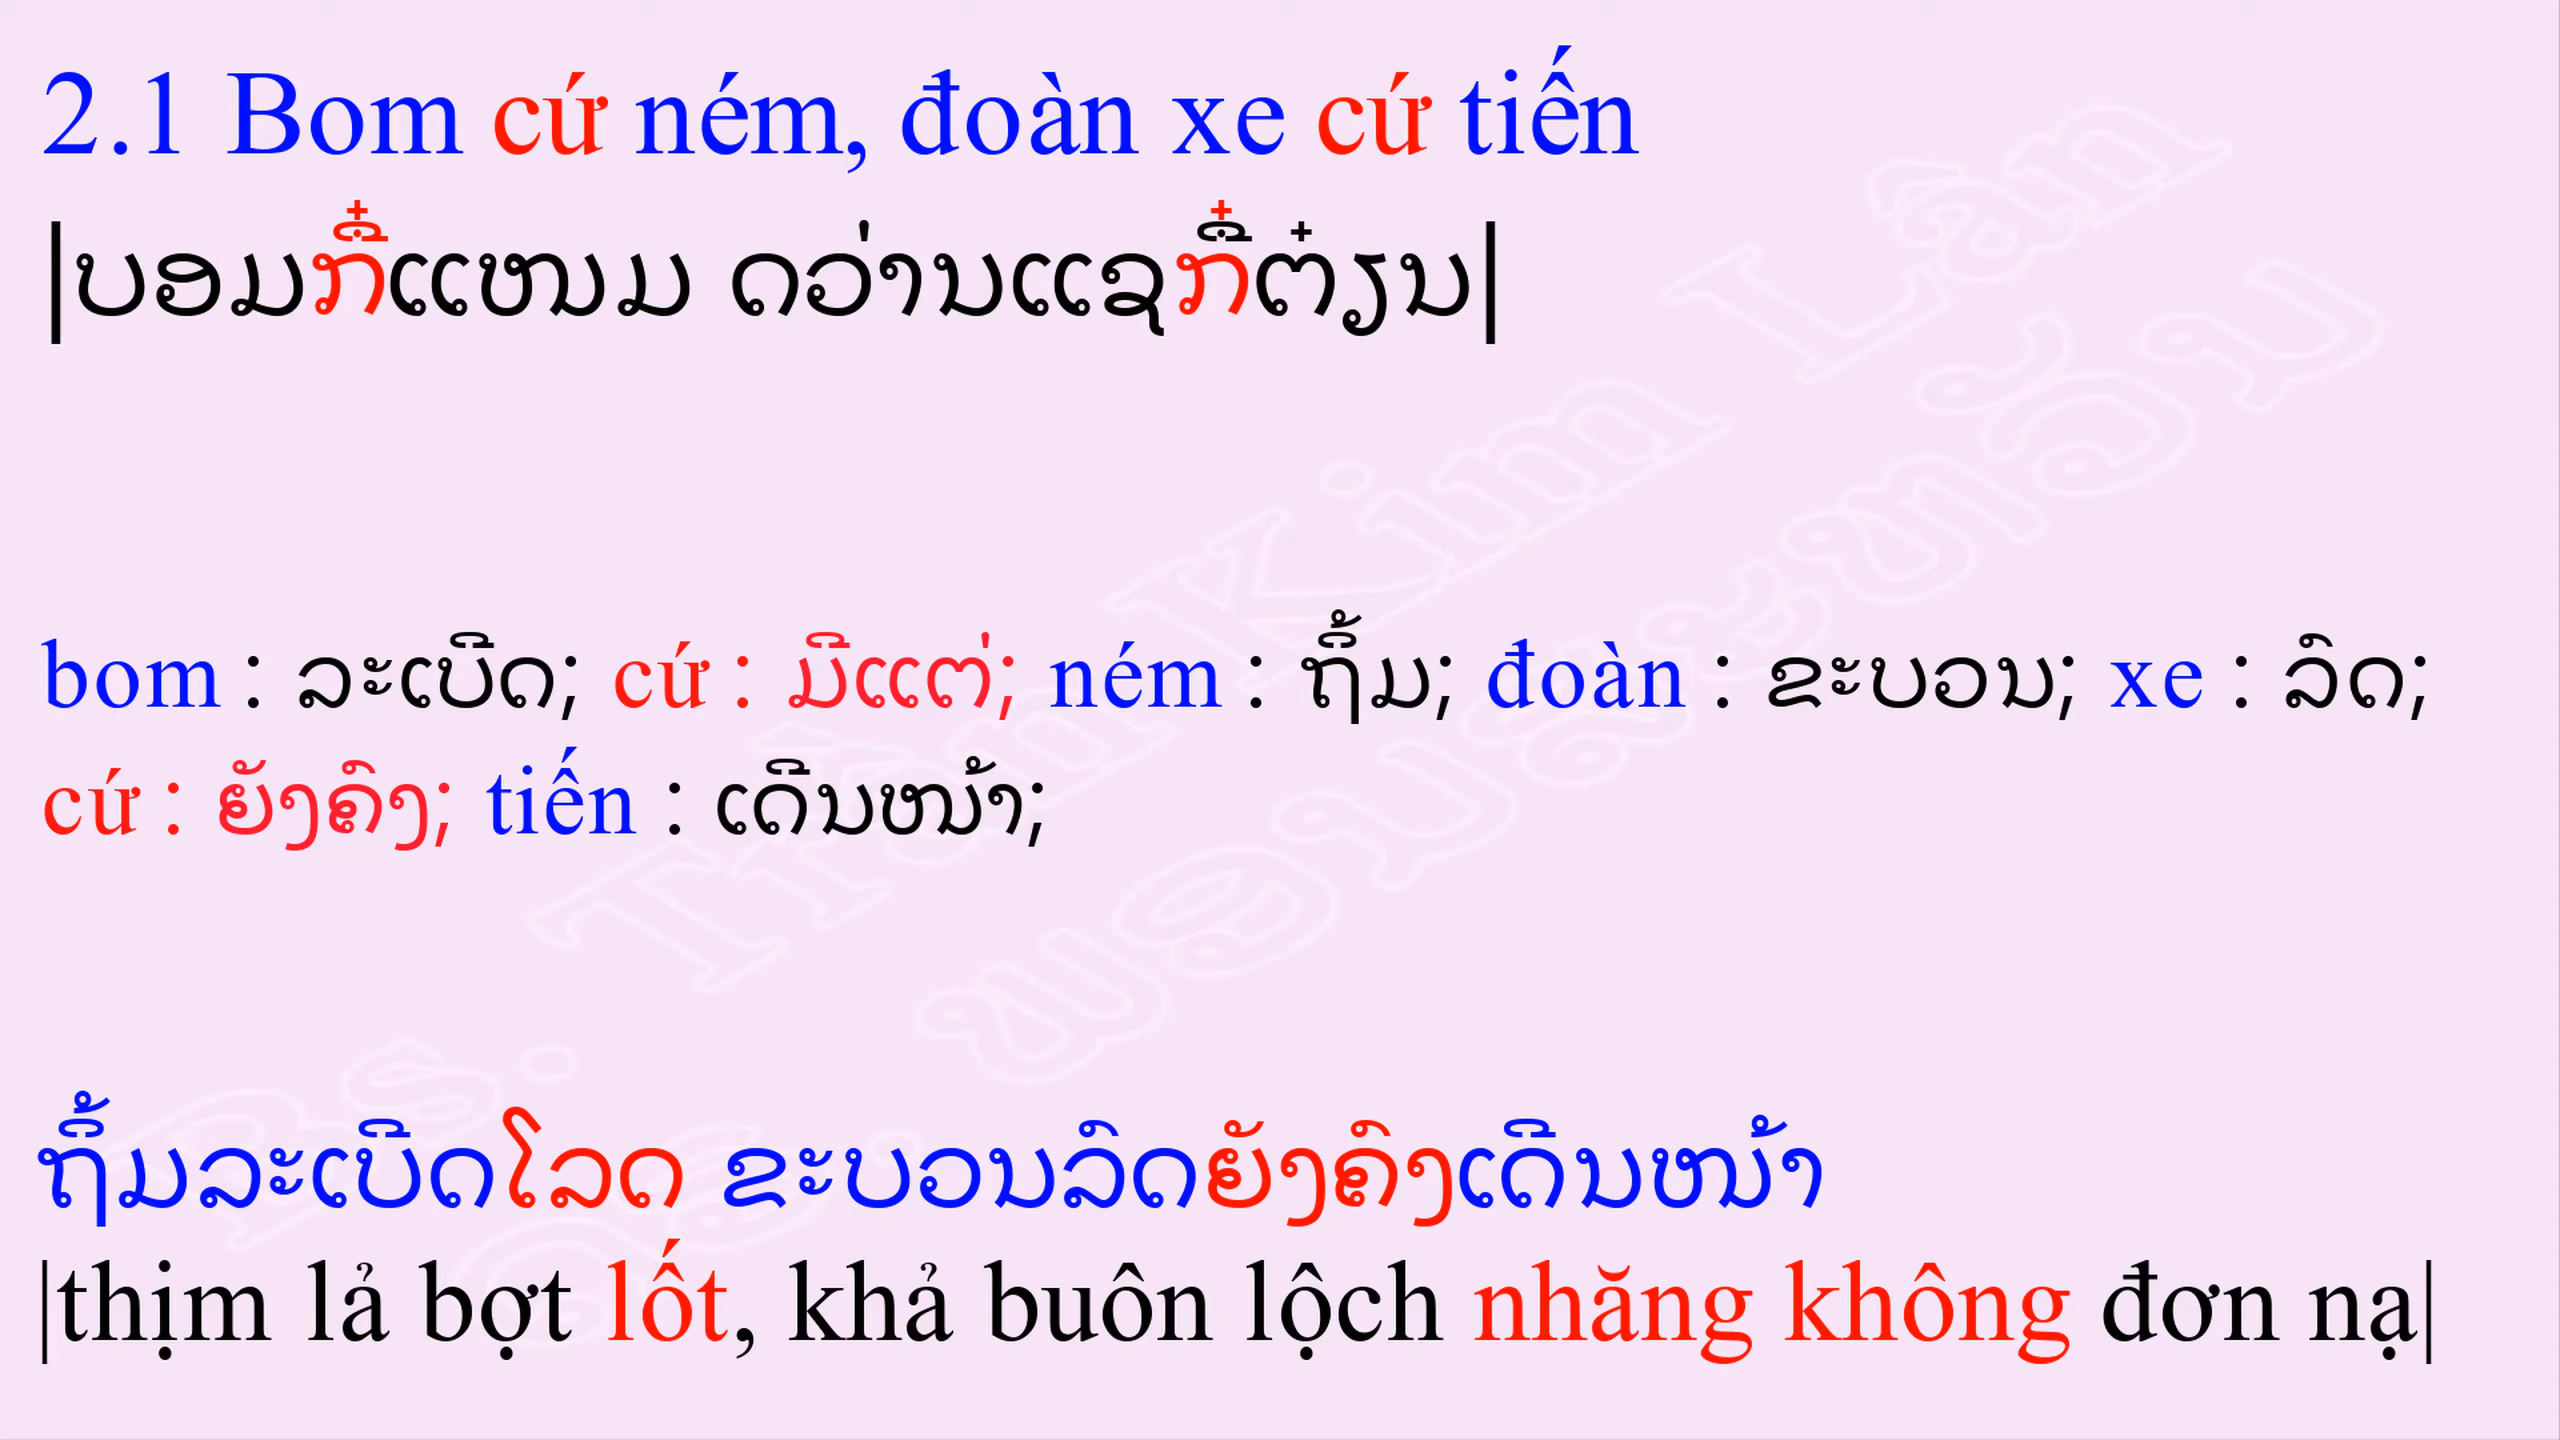 2.1 Bom cứ ném, đoàn xe cứ tiến
|ບອມກື໋ແໜມ ດວ່ານແຊກື໋ຕ໋ຽນ|
bom : ລະເບີດ; cứ : ມີແຕ່; ném : ຖິ້ມ; đoàn : ຂະບວນ; xe : ລົດ;
cứ : ຍັງຄົງ; tiến : ເດີນໜ້າ;
ຖິ້ມລະເບີດໂລດ ຂະບວນລົດຍັງຄົງເດີນໜ້າ
|thịm lả bợt lốt, khả buôn lộch nhăng không đơn nạ|